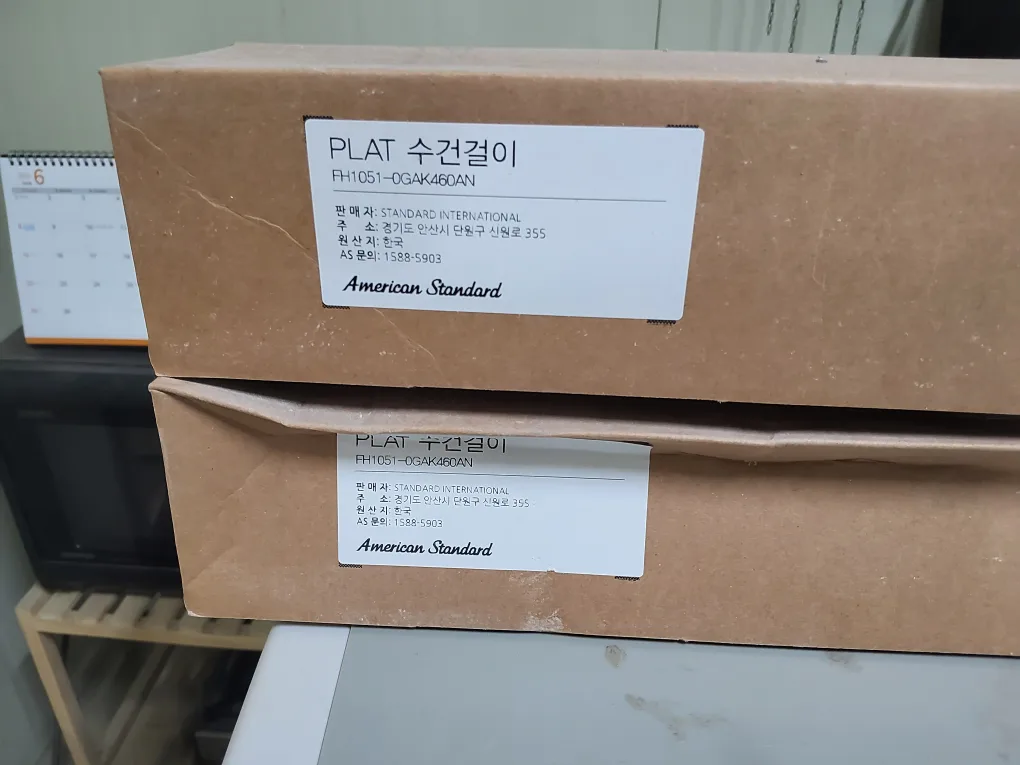 6
PLAT 수건걸이
FH1051-0GAK460AN
판 매 자: STANDARD INTERNATIONAL
주 소: 경기도 안산시 단원구 신원로 355
원 산 지: 한국
AS 문의: 1588-5903
American Standard
PLAT 수건걸이
FH1051-0GAK460AN
판 매 자: STANDARD INTERNATIONAL
주 소: 경기도 안산시 단원구 신원로 355
원 산 지: 한국
AS 문의: 1588-5903
American Standard